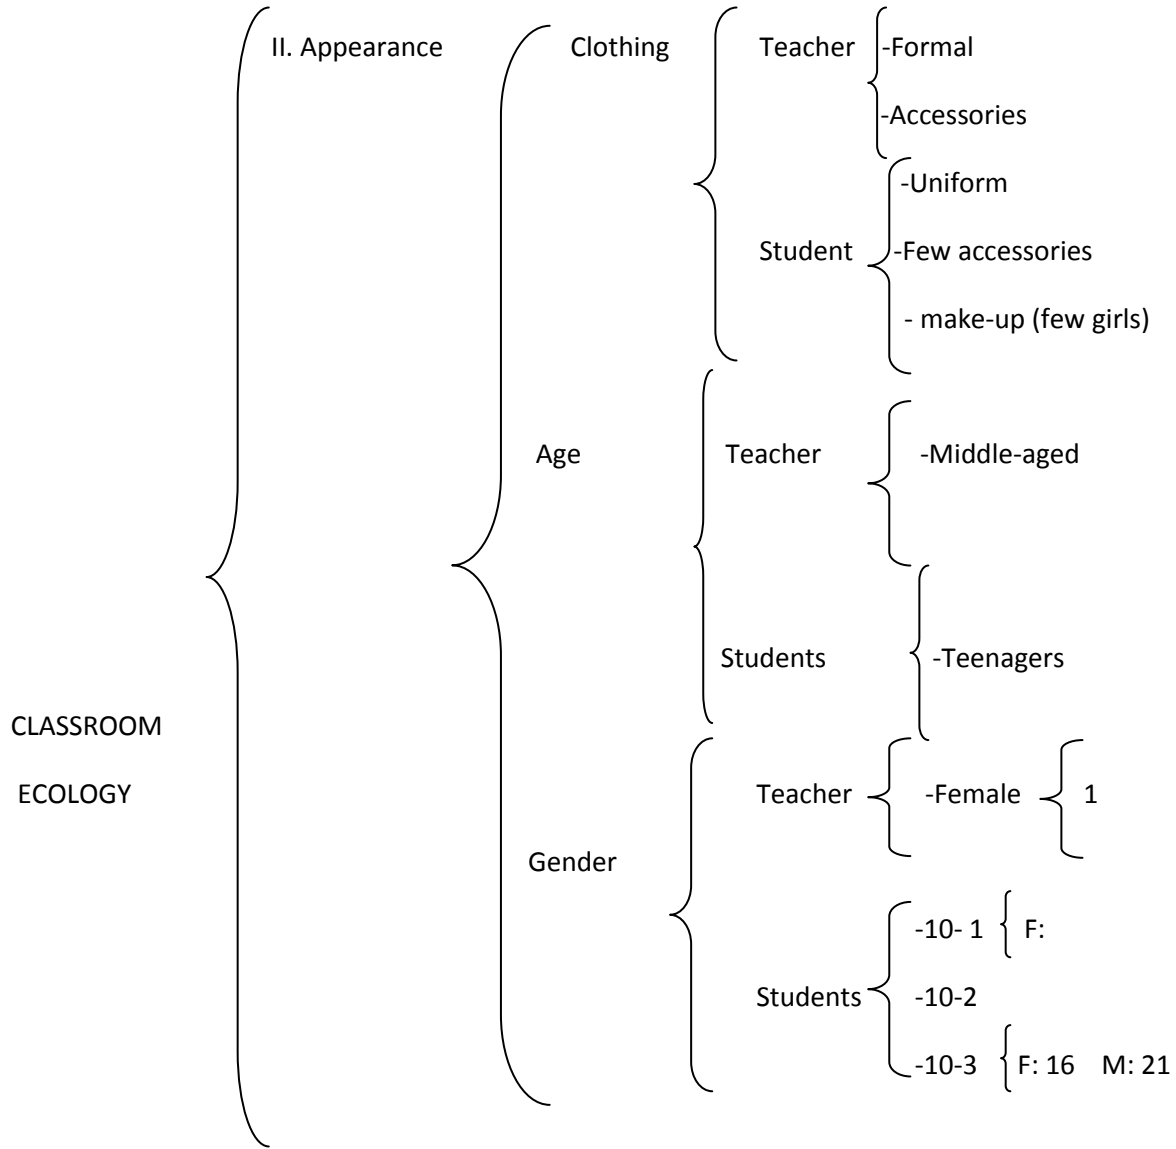 II. Appearance Clothing Teacher -Formal
-Accessories
-Uniform
Student -Few accessories
- make-up (few girls)
Age Teacher -Middle-aged
Students -Teenagers
CLASSROOM
ECOLOGY Teacher -Female 1
Gender
-10- 1 F:
Students -10-2
-10-3 F: 16 M: 21